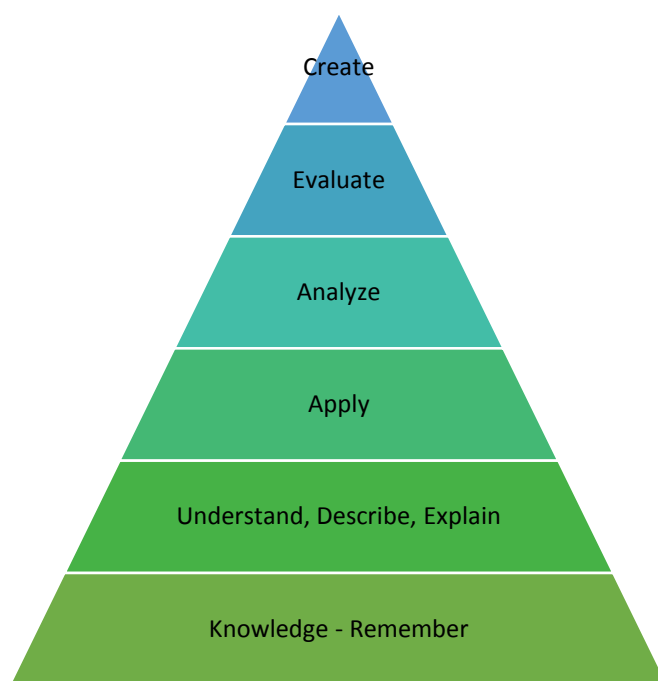 Create
Evaluate
Analyze
Apply
Understand, Describe, Explain
Knowledge - Remember